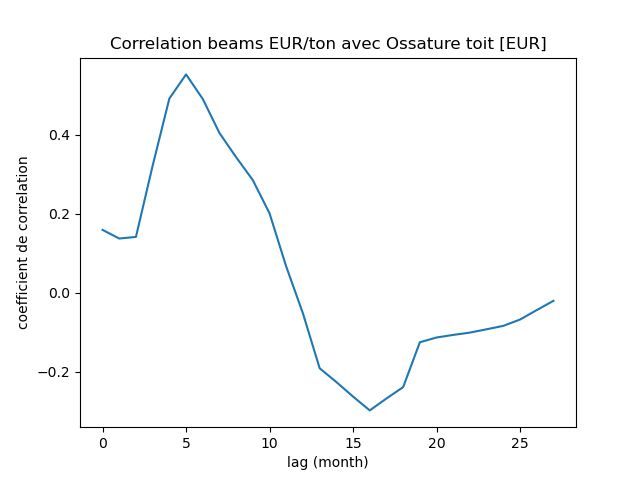 Correlation beams EUR/ton avec Ossature toit [EUR]
coefficient de correlation
0.4
0.2
0.0
−0.2
0 5 10 15 20 25
lag (month)